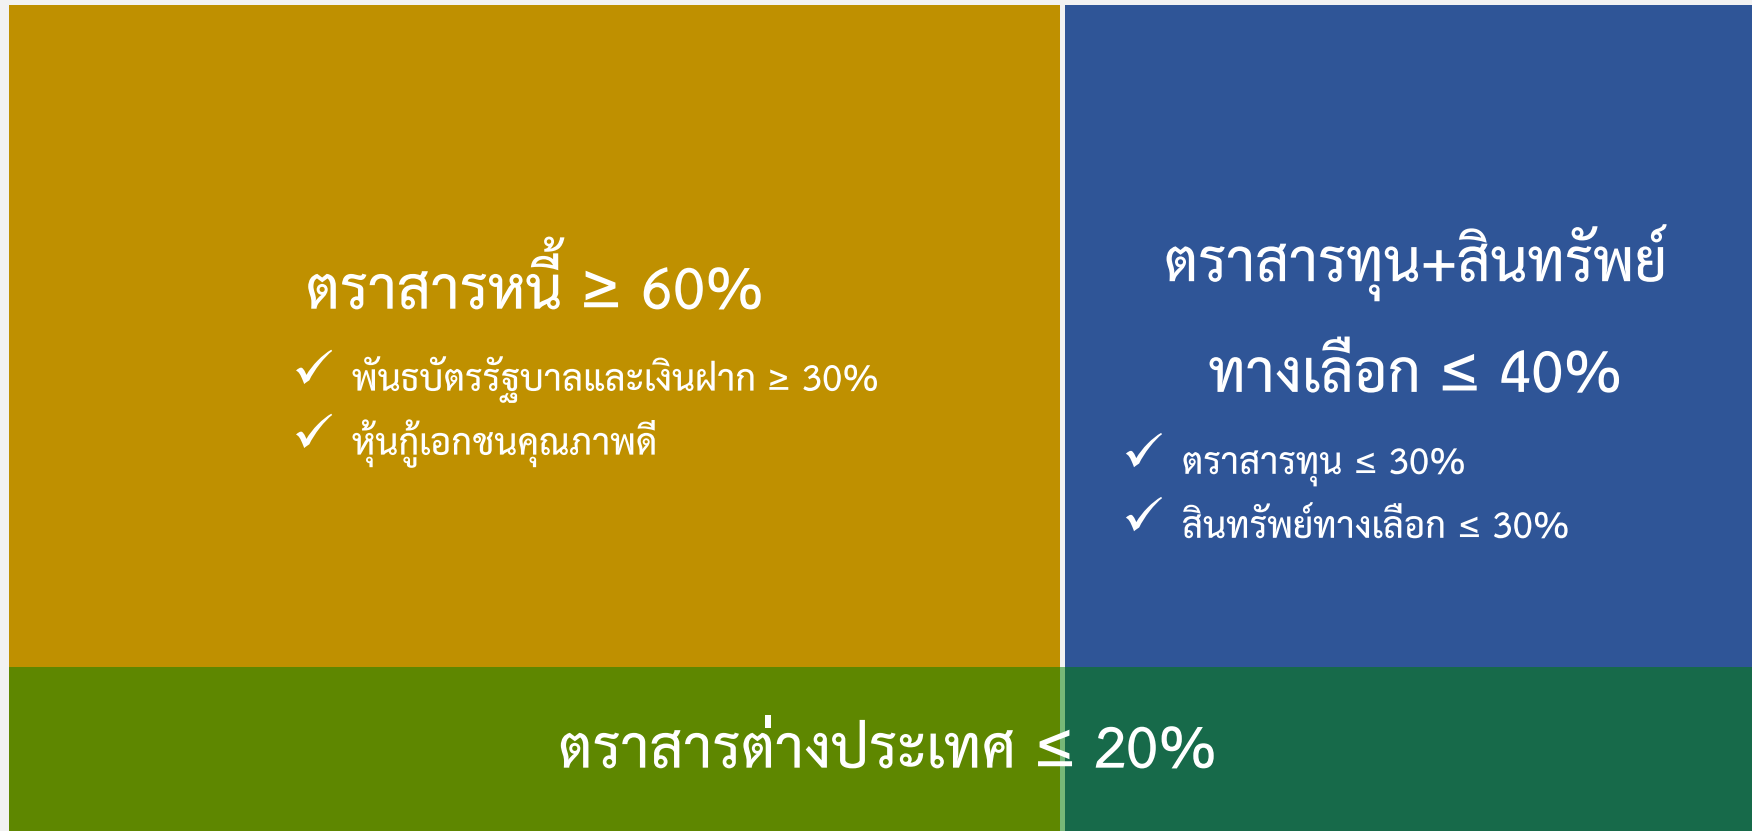 ตราสารหนี้ ≥ 60%
✓ พันธบัตรรัฐบาลและเงินฝาก ≥ 30%
✓ หุ้นกู้เอกชนคุณภาพดี
ตราสารทุน+สินทรัพย์
ทางเลือก ≤ 40%
✓ ตราสารทุน ≤ 30%
✓ สินทรัพย์ทางเลือก ≤ 30%
ตราสารต่างประเทศ ≤ 20%